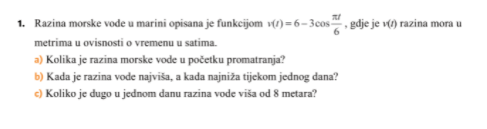 1. Razina morske vode u marini opisana je funkcijom v(t) = 6 – 3cos πt/6, gdje je v(t) razina mora u
metrima u ovisnosti o vremenu u satima.
a) Kolika je razina morske vode u početku promatranja?
b) Kada je razina vode najviša, a kada najniža tijekom jednog dana?
c) Koliko je dugo u jednom danu razina vode viša od 8 metara?